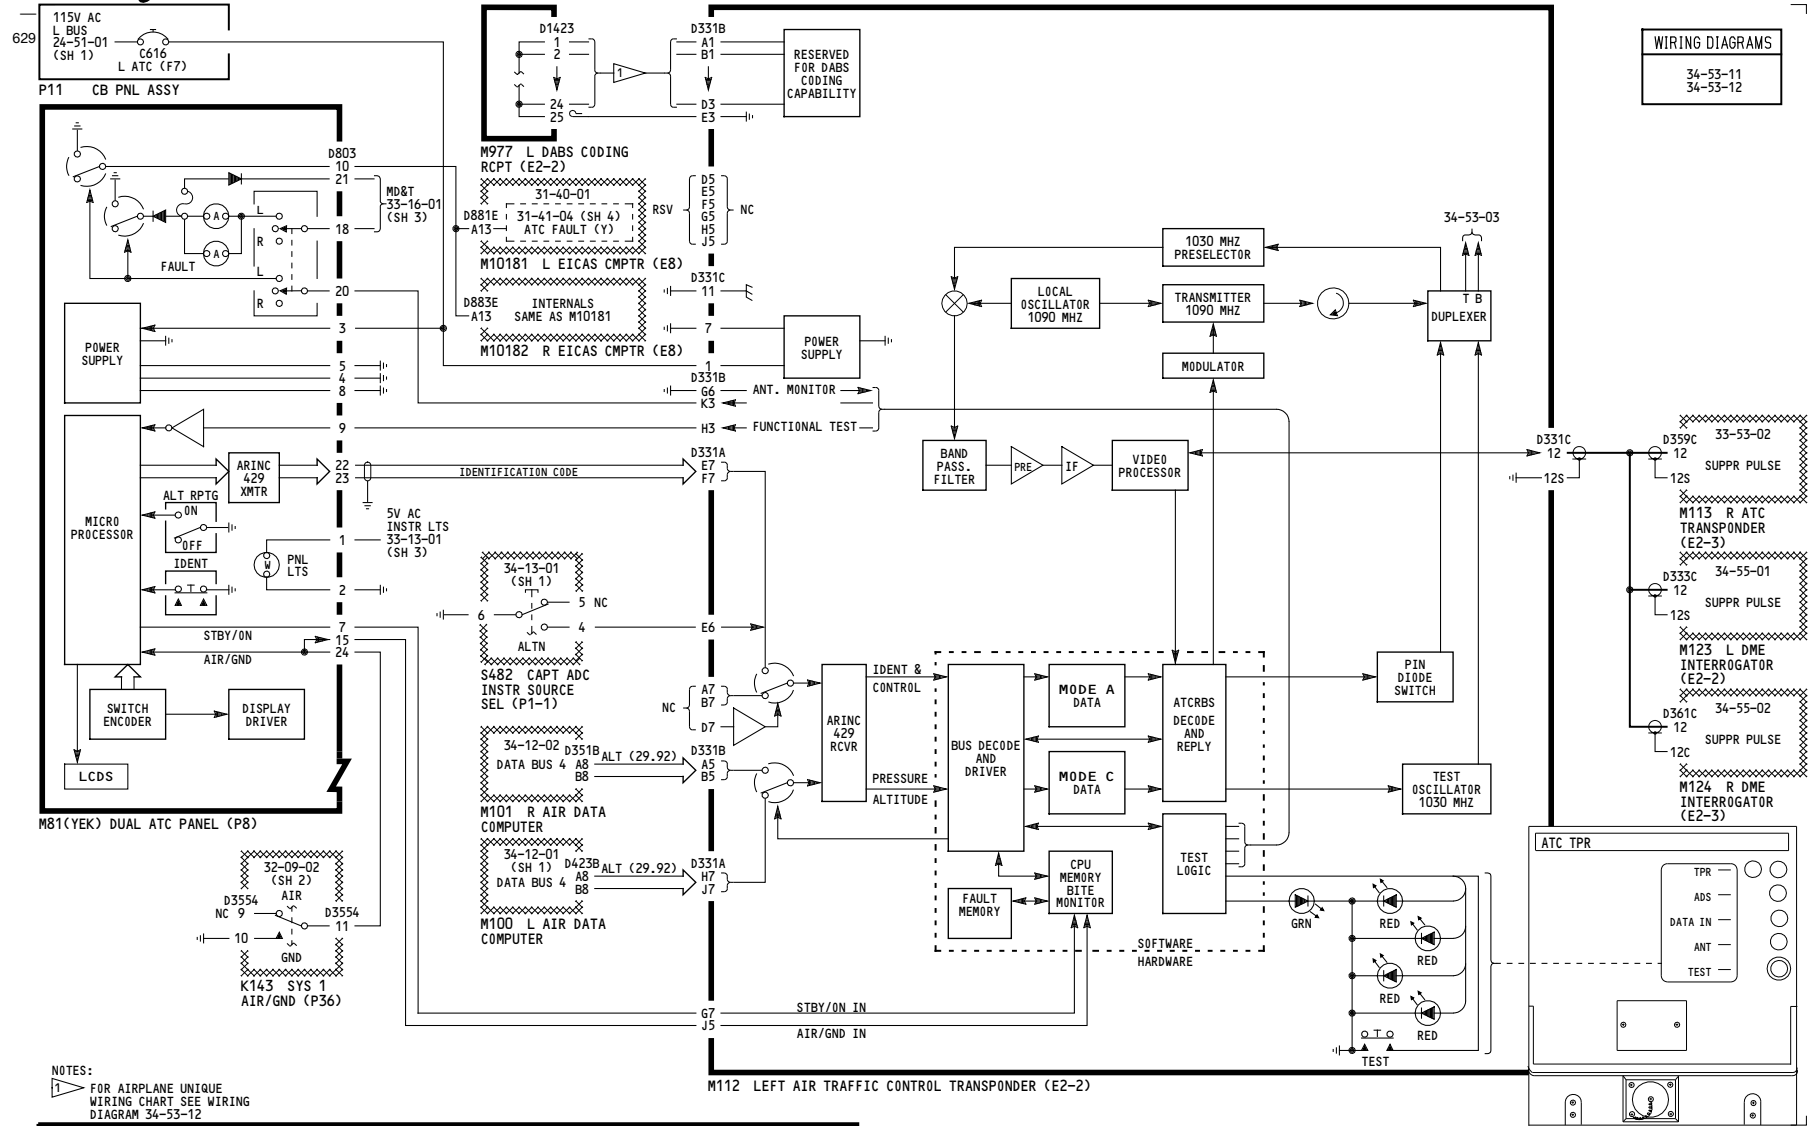 629
115V AC
L BUS
24-51-01
(SH 1)
C616
L ATC (F7)
P11 CB PNL ASSY
D1423
1
2
24
25
1
M977 L DABS CODING
RCPT (E2-2)
D331B
A1
B1
D3
E3
RESERVED
FOR DABS
CODING
CAPABILITY
WIRING DIAGRAMS
34-53-11
34-53-12
D803
10
21
MD&T
33-16-01
(SH 3)
18
L
R
A
A
FAULT
L
R
20
3
POWER
SUPPLY
5
4
8
31-40-01
D881E
A13
31-41-04 (SH 4)
ATC FAULT (Y)
M10181 L EICAS CMPTR (E8)
D883E
A13
INTERNALS
SAME AS M10181
M10182 R EICAS CMPTR (E8)
RSV
D5
E5
F5
G5
H5
J5
NC
D331C
11
7
1
POWER
SUPPLY
D331B
G6
K3
ANT. MONITOR
H3
FUNCTIONAL TEST
34-53-03
1030 MHZ
PRESELECTOR
LOCAL
OSCILLATOR
1090 MHZ
TRANSMITTER
1090 MHZ
T B
DUPLEXER
MODULATOR
BAND
PASS.
FILTER
PRE
IF
VIDEO
PROCESSOR
D331C
12
12S
D359C
12
12S
33-53-02
SUPPR PULSE
M113 R ATC
TRANSPONDER
(E2-3)
D333C
12
12S
34-55-01
SUPPR PULSE
M123 L DME
INTERROGATOR
(E2-2)
D361C
12
12C
34-55-02
SUPPR PULSE
M124 R DME
INTERROGATOR
(E2-3)
MICRO
PROCESSOR
9
ARINC
429
XMTR
22
23
IDENTIFICATION CODE
D331A
E7
F7
ALT RPTG
ON
OFF
IDENT
T
W
PNL
LTS
1
2
5V AC
INSTR LTS
33-13-01
(SH 3)
7
15
24
STBY/ON
AIR/GND
SWITCH
ENCODER
DISPLAY
DRIVER
LCDS
M81(YEK) DUAL ATC PANEL (P8)
34-13-01
(SH 1)
5 NC
6
4
ALTN
S482 CAPT ADC
INSTR SOURCE
SEL (P1-1)
E6
NC
A7
B7
D7
34-12-02
DATA BUS 4
D351B
A8
B8
ALT (29.92)
D331B
A5
B5
M101 R AIR DATA
COMPUTER
34-12-01
(SH 1)
DATA BUS 4
D423B
A8
B8
ALT (29.92)
D331A
H7
J7
M100 L AIR DATA
COMPUTER
ARINC
429
RCVR
IDENT &
CONTROL
PRESSURE
ALTITUDE
BUS DECODE
AND
DRIVER
MODE A
DATA
MODE C
DATA
ATCRBS
DECODE
AND
REPLY
TEST
LOGIC
CPU
MEMORY
BITE
MONITOR
FAULT
MEMORY
SOFTWARE
HARDWARE
PIN
DIODE
SWITCH
TEST
OSCILLATOR
1030 MHZ
GRN
RED
RED
RED
RED
T
TEST
32-09-02
(SH 2)
AIR
D3554
NC 9
10
D3554
11
GND
K143 SYS 1
AIR/GND (P36)
G7
J5
STBY/ON IN
AIR/GND IN
M112 LEFT AIR TRAFFIC CONTROL TRANSPONDER (E2-2)
ATC TPR
TPR
ADS
DATA IN
ANT
TEST
NOTES:
1 FOR AIRPLANE UNIQUE
WIRING CHART SEE WIRING
DIAGRAM 34-53-12